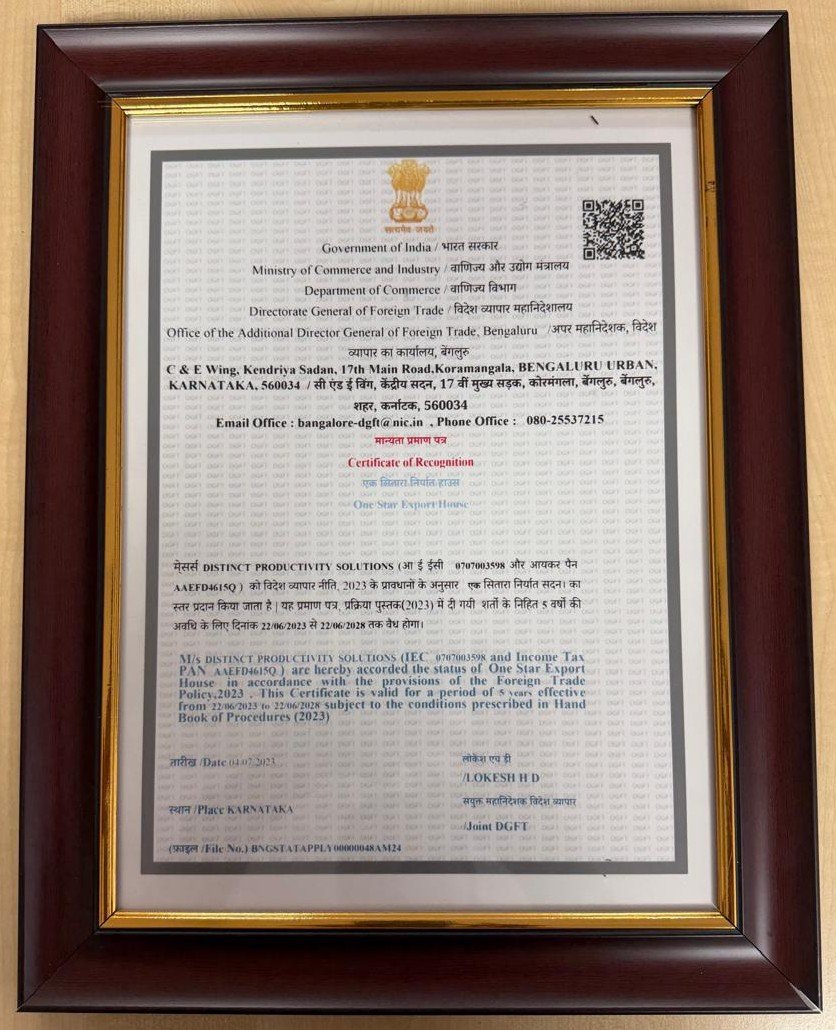 सत्यमेव जयते
Government of India / भारत सरकार
Ministry of Commerce and Industry / वाणिज्य और उद्योग मंत्रालय
Department of Commerce / वाणिज्य विभाग
Directorate General of Foreign Trade / विदेश व्यापार महानिदेशालय
Office of the Additional Director General of Foreign Trade, Bengaluru /अपर महानिदेशक, विदेश
व्यापार का कार्यालय, बेंगलुरु
C & E Wing, Kendriya Sadan, 17th Main Road,Koramangala, BENGALURU URBAN,
KARNATAKA, 560034 / सी एंड ई विंग, केंद्रीय सदन, 17 वीं मुख्य सड़क, कोरमंगला, बेंगलुरु, बेंगलुरु,
शहर, कर्नाटक, 560034
Email Office : bangalore-dgft@nic.in , Phone Office : 080-25537215
मान्यता प्रमाण पत्र
Certificate of Recognition
एक सितारा निर्यात हाउस
One Star Export House
मेसर्स DISTINCT PRODUCTIVITY SOLUTIONS (आ ई ईसी 0707003598 और आयकर पैन
AAEFD4615Q ) को विदेश व्यापार नीति, 2023 के प्रावधानों के अनुसार एक सितारा निर्यात सदन। का
स्तर प्रदान किया जाता है | यह प्रमाण पत्र, प्रक्रिया पुस्तक(2023) में दी गयी शर्तो के निहित 5 वर्षों की
अवधि के लिए दिनांक 22/06/2023 से 22/06/2028 तक वैध होगा।
M/s DISTINCT PRODUCTIVITY SOLUTIONS (IEC 0707003598 and Income Tax
PAN AAEFD4615Q ) are hereby accorded the status of One Star Export
House in accordance with the provisions of the Foreign Trade
Policy,2023 . This Certificate is valid for a period of 5 years effective
from 22/06/2023 to 22/06/2028 subject to the conditions prescribed in Hand
Book of Procedures (2023)
तारीख /Date 04.07.2023
लोकेश एच डी
/LOKESH H D
स्थान /Place KARNATAKA
संयुक्त महानिदेशक विदेश व्यापार
/Joint DGFT
(फ़ाइल /File No.) BNGSTATAPPLY00000048AM24